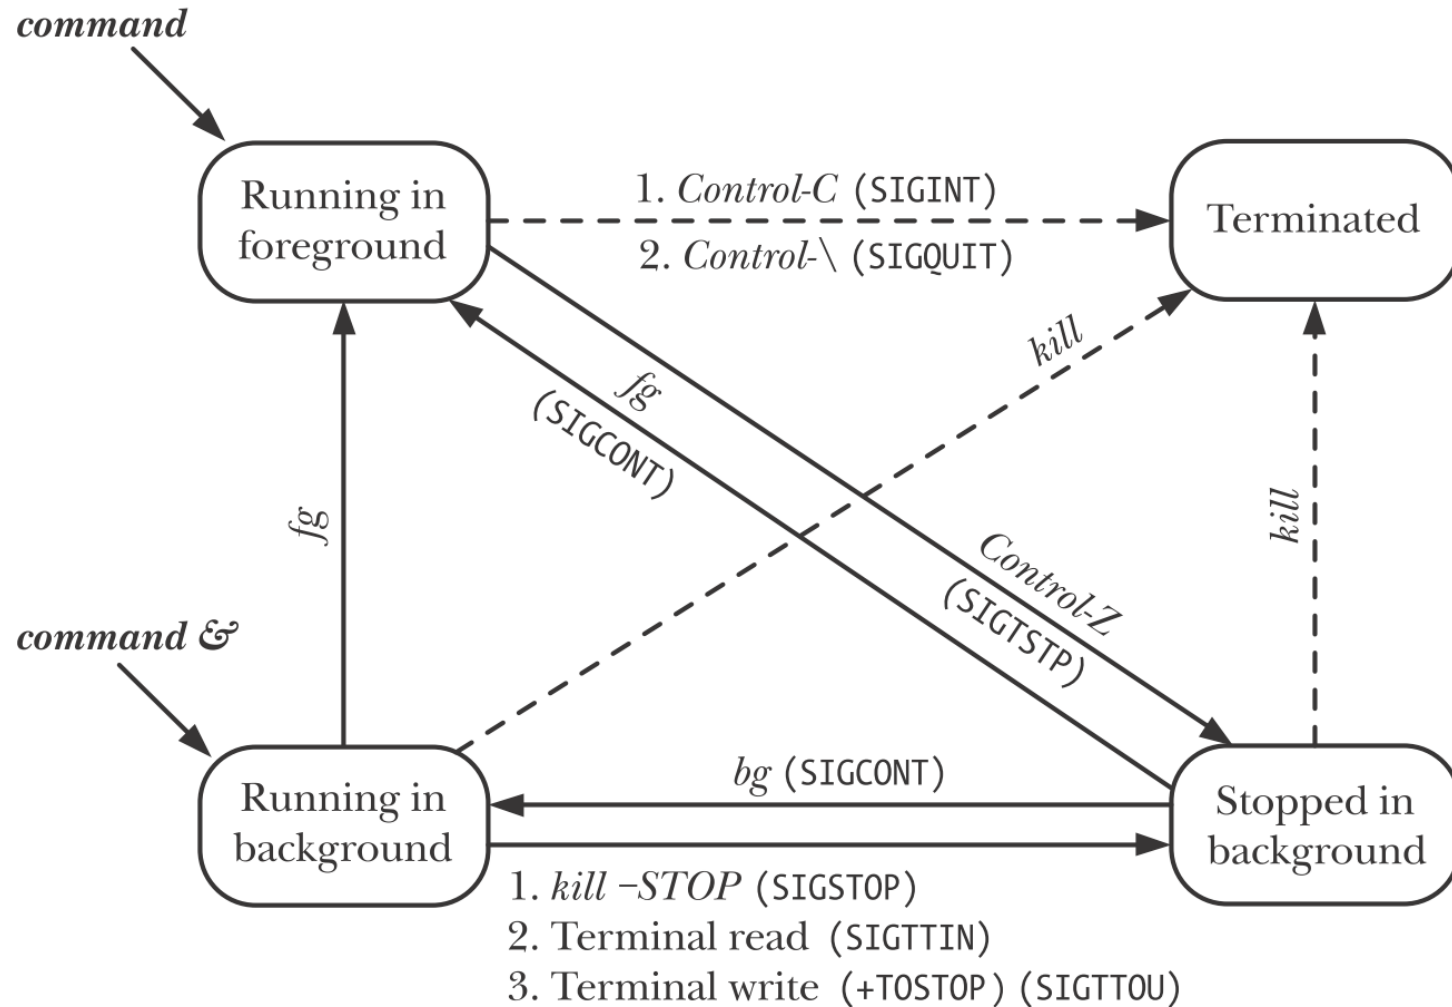 command
Running in
foreground
1. Control-C (SIGINT)
2. Control-\ (SIGQUIT)
Terminated
kill
fg
(SIGCONT)
fg
kill
Control-Z
(SIGTSTP)
command &
Running in
background
bg (SIGCONT)
Stopped in
background
1. kill –STOP (SIGSTOP)
2. Terminal read (SIGTTIN)
3. Terminal write (+TOSTOP) (SIGTTOU)